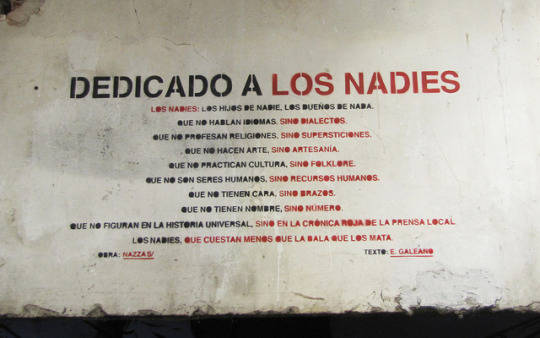 DEDICADO A LOS NADIES
LOS NADIES: LOS HIJOS DE NADIE, LOS DUEÑOS DE NADA.
QUE NO HABLAN IDIOMAS, SINO DIALECTOS.
QUE NO PROFESAN RELIGIONES, SINO SUPERSTICIONES.
QUE NO HACEN ARTE, SINO ARTESANÍA.
QUE NO PRACTICAN CULTURA, SINO FOLKLORE.
QUE NO SON SERES HUMANOS, SINO RECURSOS HUMANOS.
QUE NO TIENEN CARA, SINO BRAZOS.
QUE NO TIENEN NOMBRE, SINO NÚMERO.
QUE NO FIGURAN EN LA HISTORIA UNIVERSAL, SINO EN LA CRÓNICA ROJA DE LA PRENSA LOCAL
LOS NADIES, QUE CUESTAN MENOS QUE LA BALA QUE LOS MATA.
OBRA: NAZZA S/ TEXTO: E. GALEANO